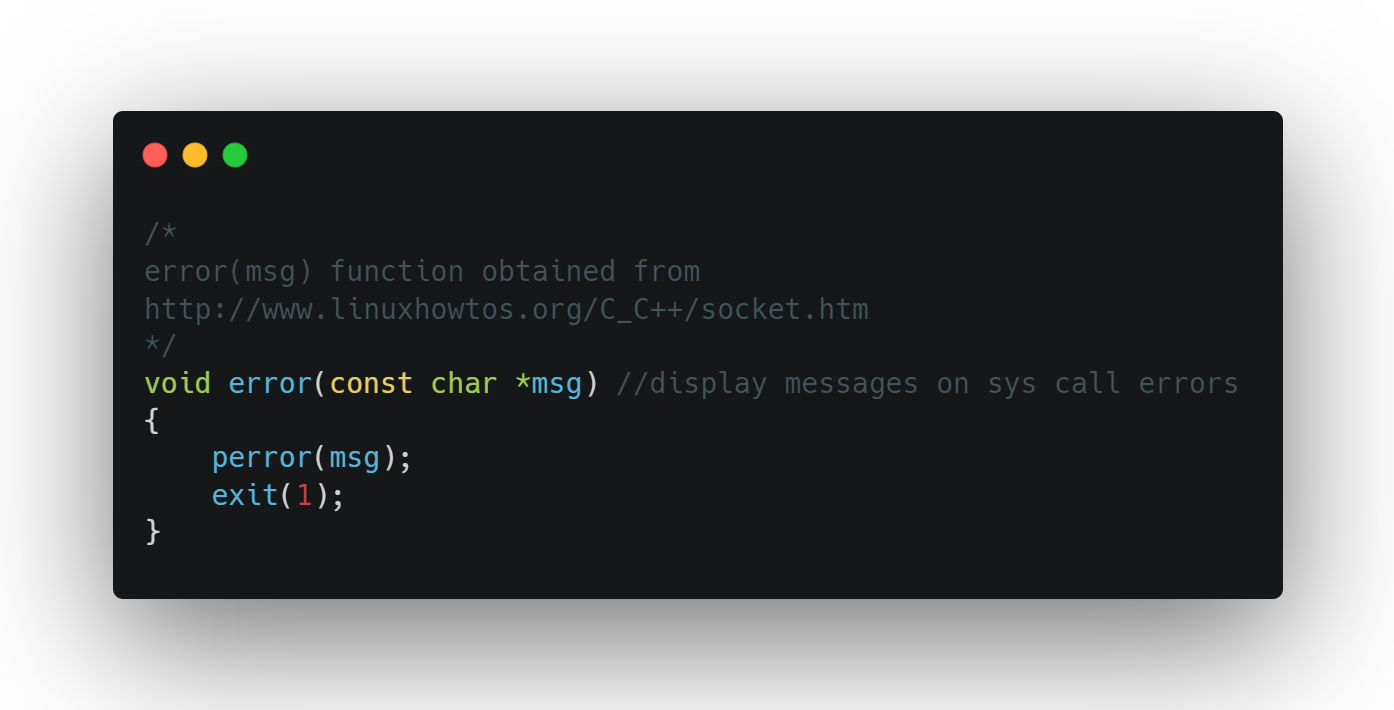 /*
error(msg) function obtained from
http://www.linuxhowtos.org/C_C++/socket.htm
*/
void error(const char *msg) //display messages on sys call errors
{
    perror(msg);
    exit(1);
}